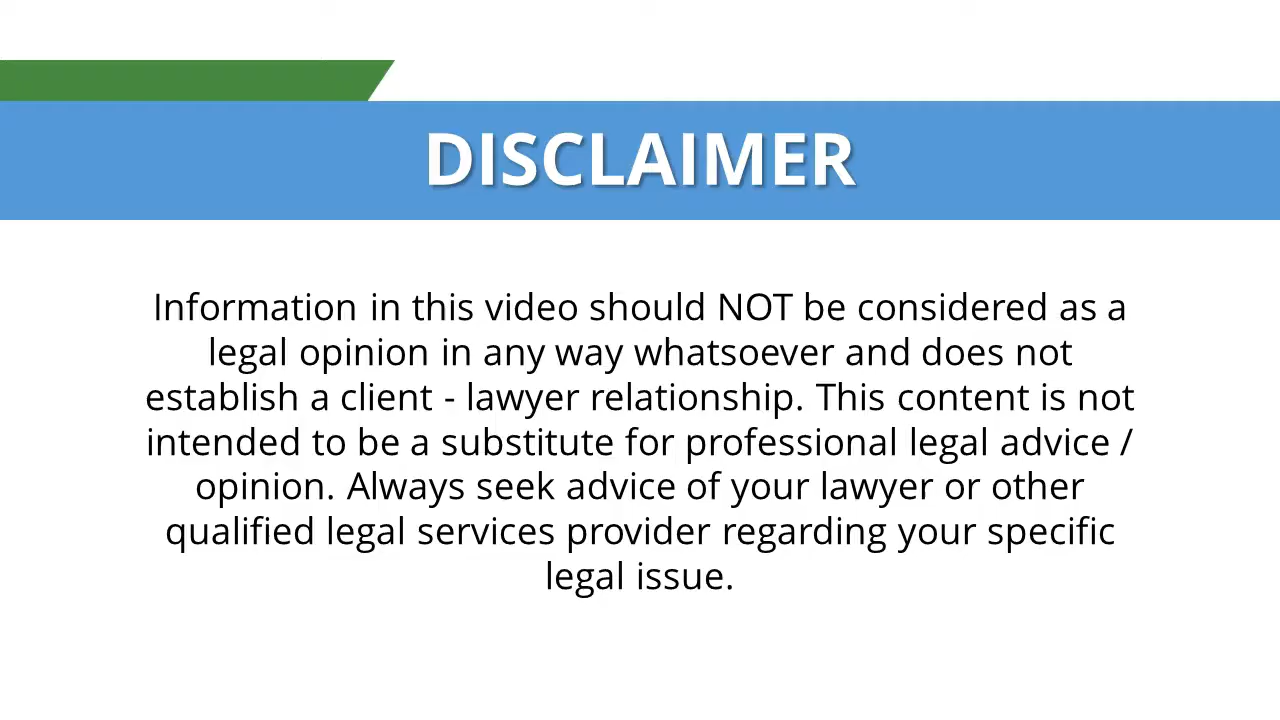 DISCLAIMER
Information in this video should NOT be considered as a
legal opinion in any way whatsoever and does not
establish a client - lawyer relationship. This content is not
intended to be a substitute for professional legal advice /
opinion. Always seek advice of your lawyer or other
qualified legal services provider regarding your specific
legal issue.